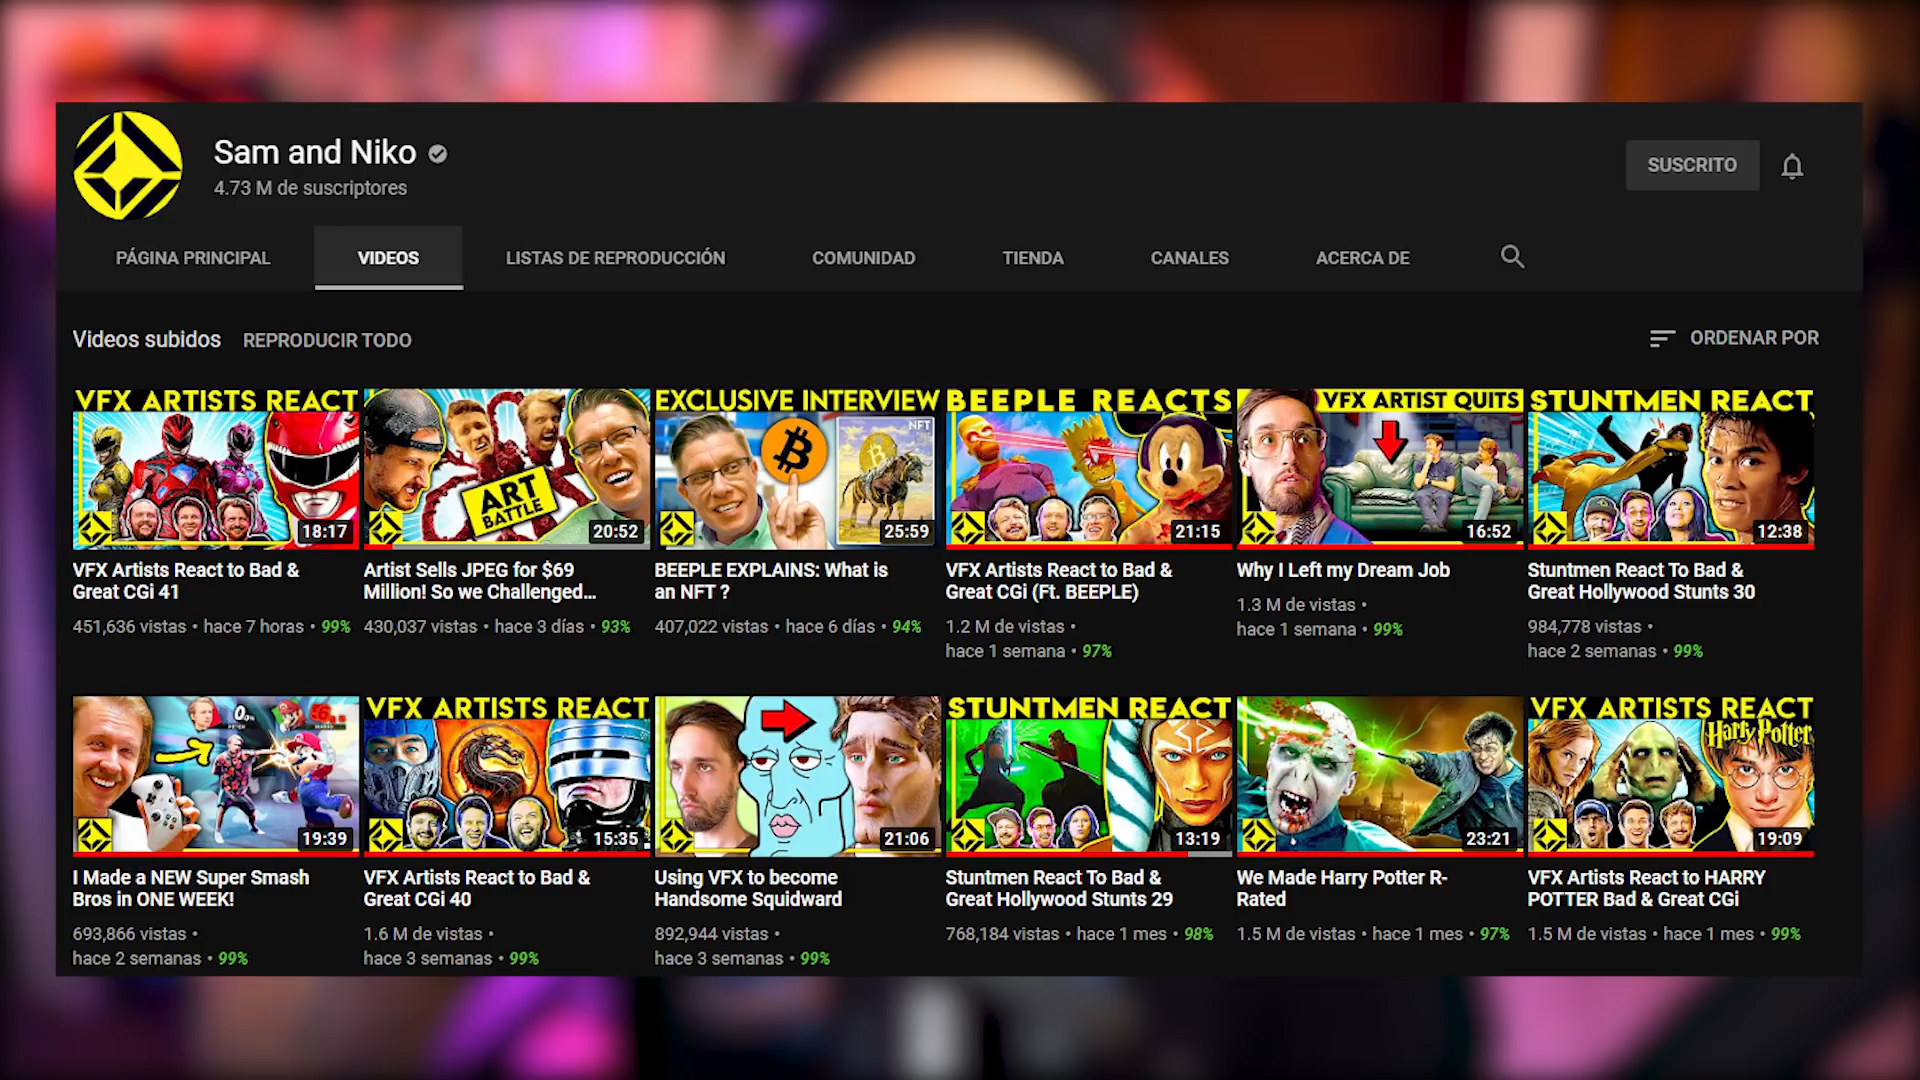 Sam and Niko
4.73 M de suscriptores
SUSCRITO
PÁGINA PRINCIPAL
VIDEOS
LISTAS DE REPRODUCCIÓN
COMUNIDAD
TIENDA
CANALES
ACERCA DE
Videos subidos
REPRODUCIR TODO
ORDENAR POR
VFX ARTISTS REACT
18:17
VFX Artists React to Bad &
Great CGi 41
451,636 vistas • hace 7 horas • 99%
ART
BATTLE
20:52
Artist Sells JPEG for $69
Million! So we Challenged...
430,037 vistas • hace 3 días • 93%
EXCLUSIVE INTERVIEW
NFT
25:59
BEEPLE EXPLAINS: What is
an NFT ?
407,022 vistas • hace 6 días • 94%
BEEPLE REACTS
21:15
VFX Artists React to Bad &
Great CGi (Ft. BEEPLE)
1.2 M de vistas •
hace 1 semana • 97%
VFX ARTIST QUITS
16:52
Why I Left my Dream Job
1.3 M de vistas •
hace 1 semana • 99%
STUNTMEN REACT
12:38
Stuntmen React To Bad &
Great Hollywood Stunts 30
984,778 vistas •
hace 2 semanas • 99%
19:39
I Made a NEW Super Smash
Bros in ONE WEEK!
693,866 vistas •
hace 2 semanas • 99%
VFX ARTISTS REACT
15:35
VFX Artists React to Bad &
Great CGi 40
1.6 M de vistas •
hace 3 semanas • 99%
21:06
Using VFX to become
Handsome Squidward
892,944 vistas •
hace 3 semanas • 99%
STUNTMEN REACT
13:19
Stuntmen React To Bad &
Great Hollywood Stunts 29
768,184 vistas • hace 1 mes • 98%
23:21
We Made Harry Potter R-
Rated
1.5 M de vistas • hace 1 mes • 97%
VFX ARTISTS REACT
Harry Potter
19:09
VFX Artists React to HARRY
POTTER Bad & Great CGi
1.5 M de vistas • hace 1 mes • 99%